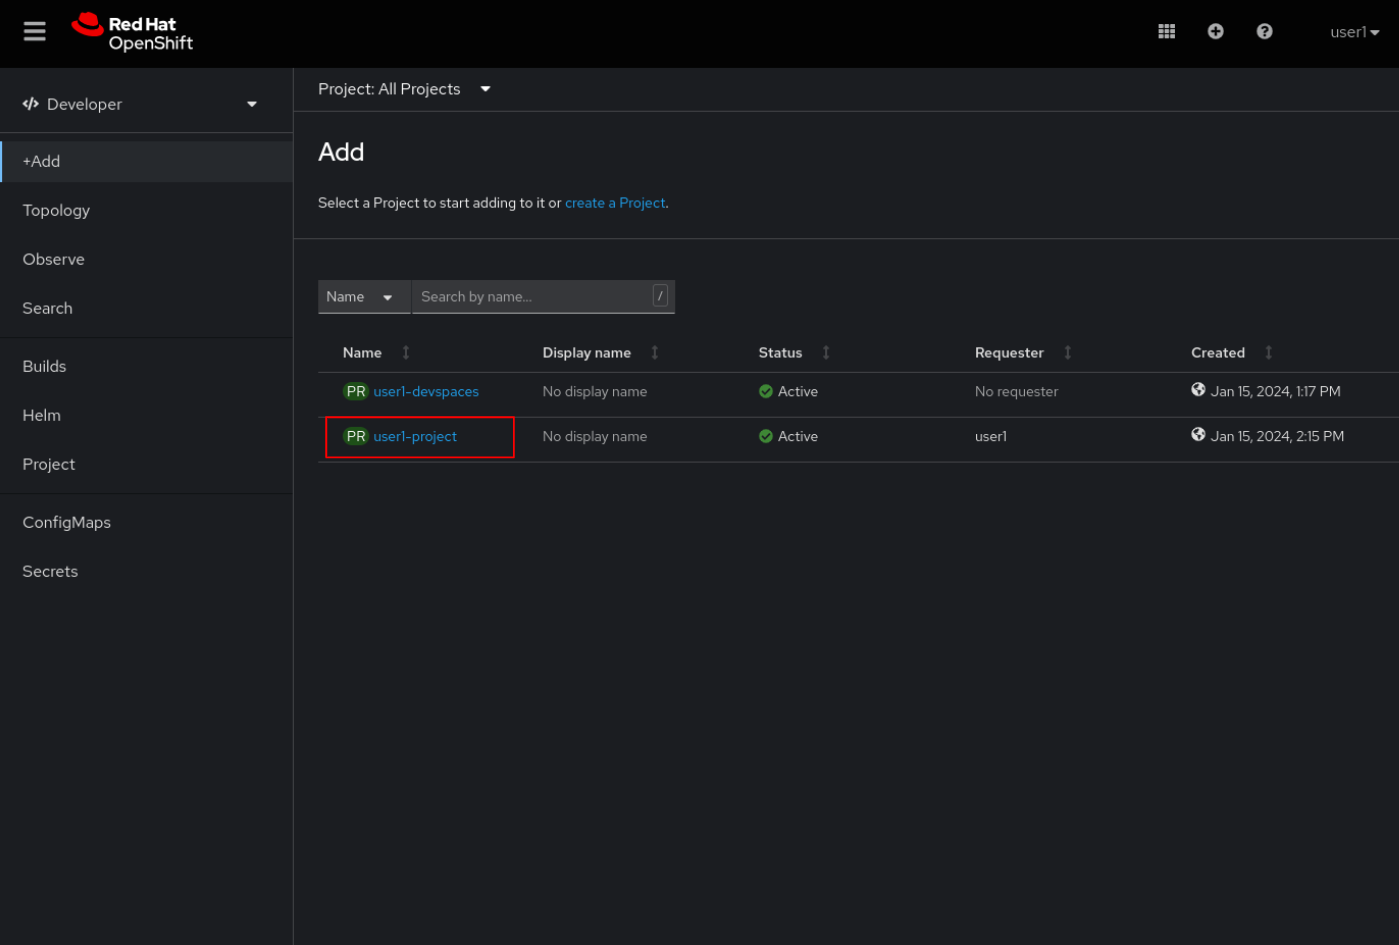 Red Hat
OpenShift
user1
Developer
Project: All Projects
+Add
Topology
Observe
Search
Builds
Helm
Project
ConfigMaps
Secrets
Add
Select a Project to start adding to it or create a Project.
Name Search by name... /
Name Display name Status Requester Created
PR user1-devspaces No display name Active No requester Jan 15, 2024, 1:17 PM
PR user1-project No display name Active user1 Jan 15, 2024, 2:15 PM